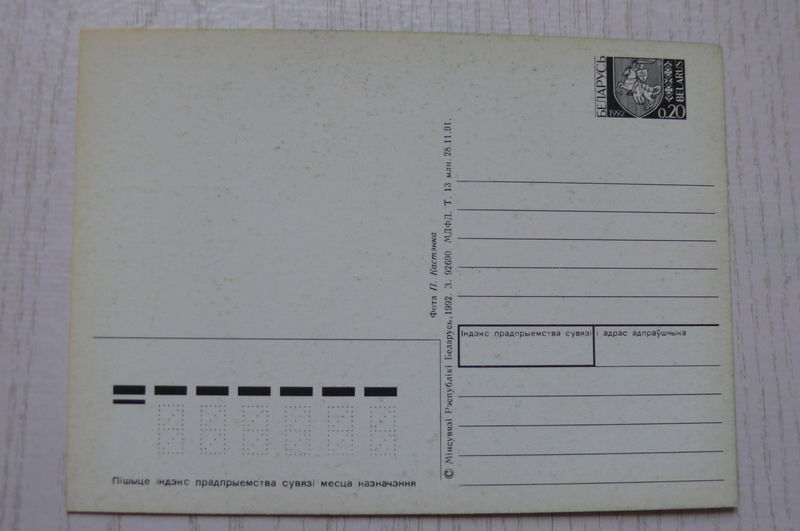 БЕЛАРУСЬ
1992
BELARUS
0.20
Фота П. Кастэнка
© Мінсувязі Рэспублікі Беларусь, 1992. З. 92600. МДФД. Т. 13 млн. 28.11.91.
Індэкс прадпрыемства сувязі і адрас адпраўшчыка
Пішыце індэкс прадпрыемства сувязі месца назначэння